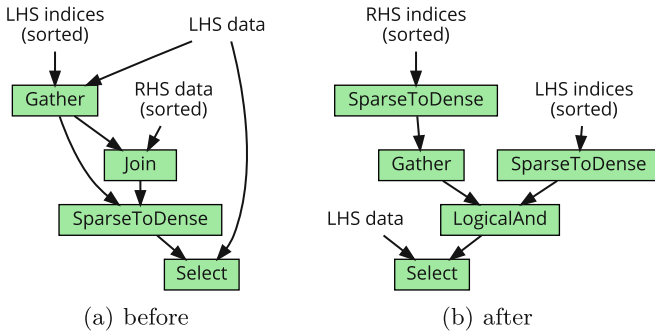 LHS indices
(sorted)
LHS data
Gather
RHS data
(sorted)
Join
SparseToDense
Select
(a) before
RHS indices
(sorted)
SparseToDense
LHS indices
(sorted)
Gather
SparseToDense
LHS data
LogicalAnd
Select
(b) after